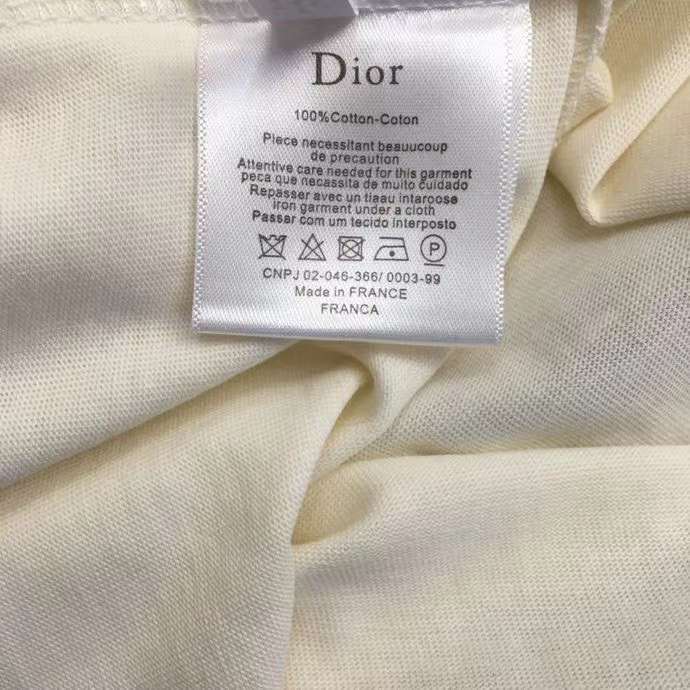 Dior
100%Cotton-Coton
Piece necessitant beauucoup
de precaution
Attentive care needed for this garment
peca que necassita de muito cuidado
Repasser avec un tiaau intaroose
iron garment under a cloth
Passar com um tecido interposto
P
CNPJ 02-046-366/ 0003-99
Made in FRANCE
FRANCA